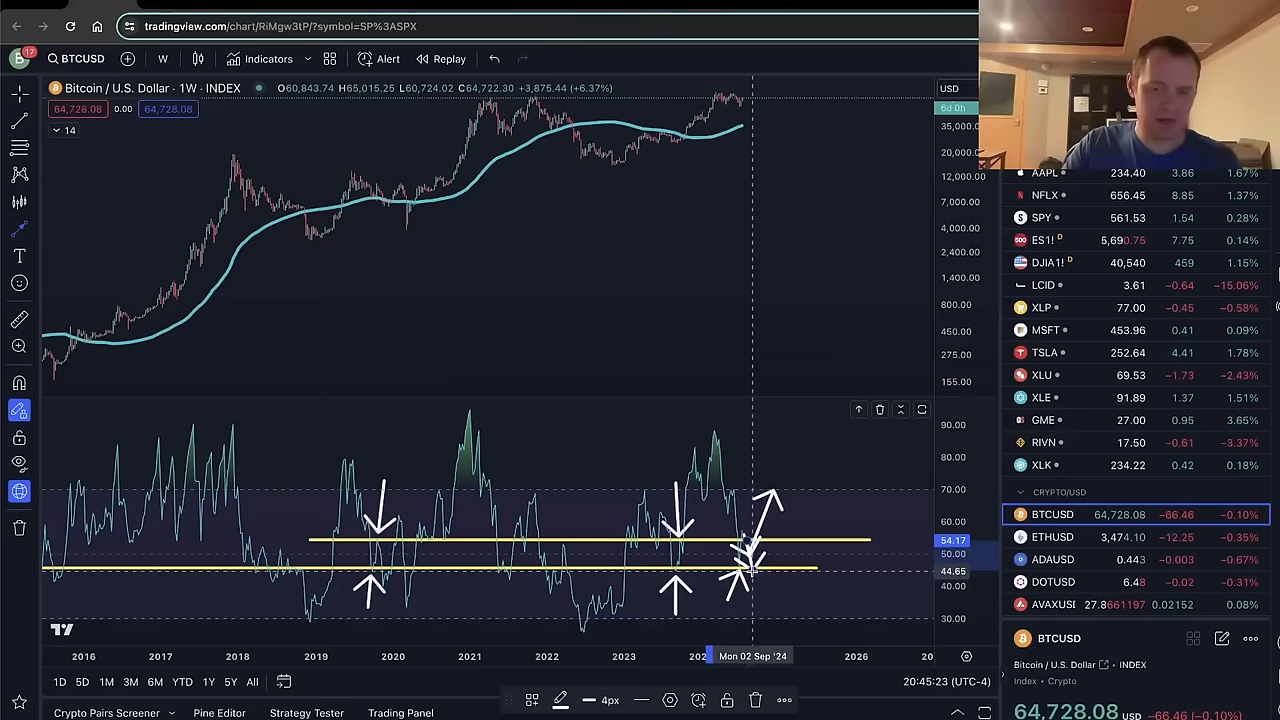 tradingview.com/chart/RiMgw3tP/?symbol=SP%3ASPX
B 17 BTCUSD W Indicators Alert Replay
Bitcoin / U.S. Dollar · 1W · INDEX O60,843.74 H65,015.25 L60,724.02 C64,722.30 +3,875.44 (+6.37%) USD
64,728.08 0.00 64,728.08
6d 0h
14
35,000.
20,000.
12,000.00
7,000.00
4,000.00
2,400.00
1,400.00
800.00
450.00
275.00
155.00
90.00
80.00
70.00
60.00
54.17
50.00
44.65
30.00
2016 2017 2018 2019 2020 2021 2022 2023 202 Mon 02 Sep '24 2026 20
1D 5D 1M 3M 6M YTD 1Y 5Y All 20:45:23 (UTC-4)
4px
Crypto Pairs Screener Pine Editor Strategy Tester Trading Panel
AAPL 234.40 3.86 1.67%
NFLX 656.45 8.85 1.37%
SPY 561.53 1.54 0.28%
500 ES1! D 5,690.75 7.75 0.14%
DJIA1! D 40,540 459 1.15%
LCID 3.61 −0.64 −15.06%
XLP 77.00 −0.45 −0.58%
MSFT 453.96 0.41 0.09%
TSLA 252.64 4.41 1.78%
XLU 69.53 −1.73 −2.43%
XLE 91.89 1.37 1.51%
GME 27.00 0.95 3.65%
RIVN 17.50 −0.61 −3.37%
XLK 234.22 0.42 0.18%
CRYPTO/USD
BTCUSD 64,728.08 −66.46 −0.10%
ETHUSD 3,474.10 −12.25 −0.35%
ADAUSD 0.443 −0.003 −0.67%
DOTUSD 6.48 −0.02 −0.31%
AVAXUSI 27.8661197 0.02152 0.08%
BTCUSD
Bitcoin / U.S. Dollar · INDEX
Index · Crypto
64,728.08 −66.46 (−0.10%)